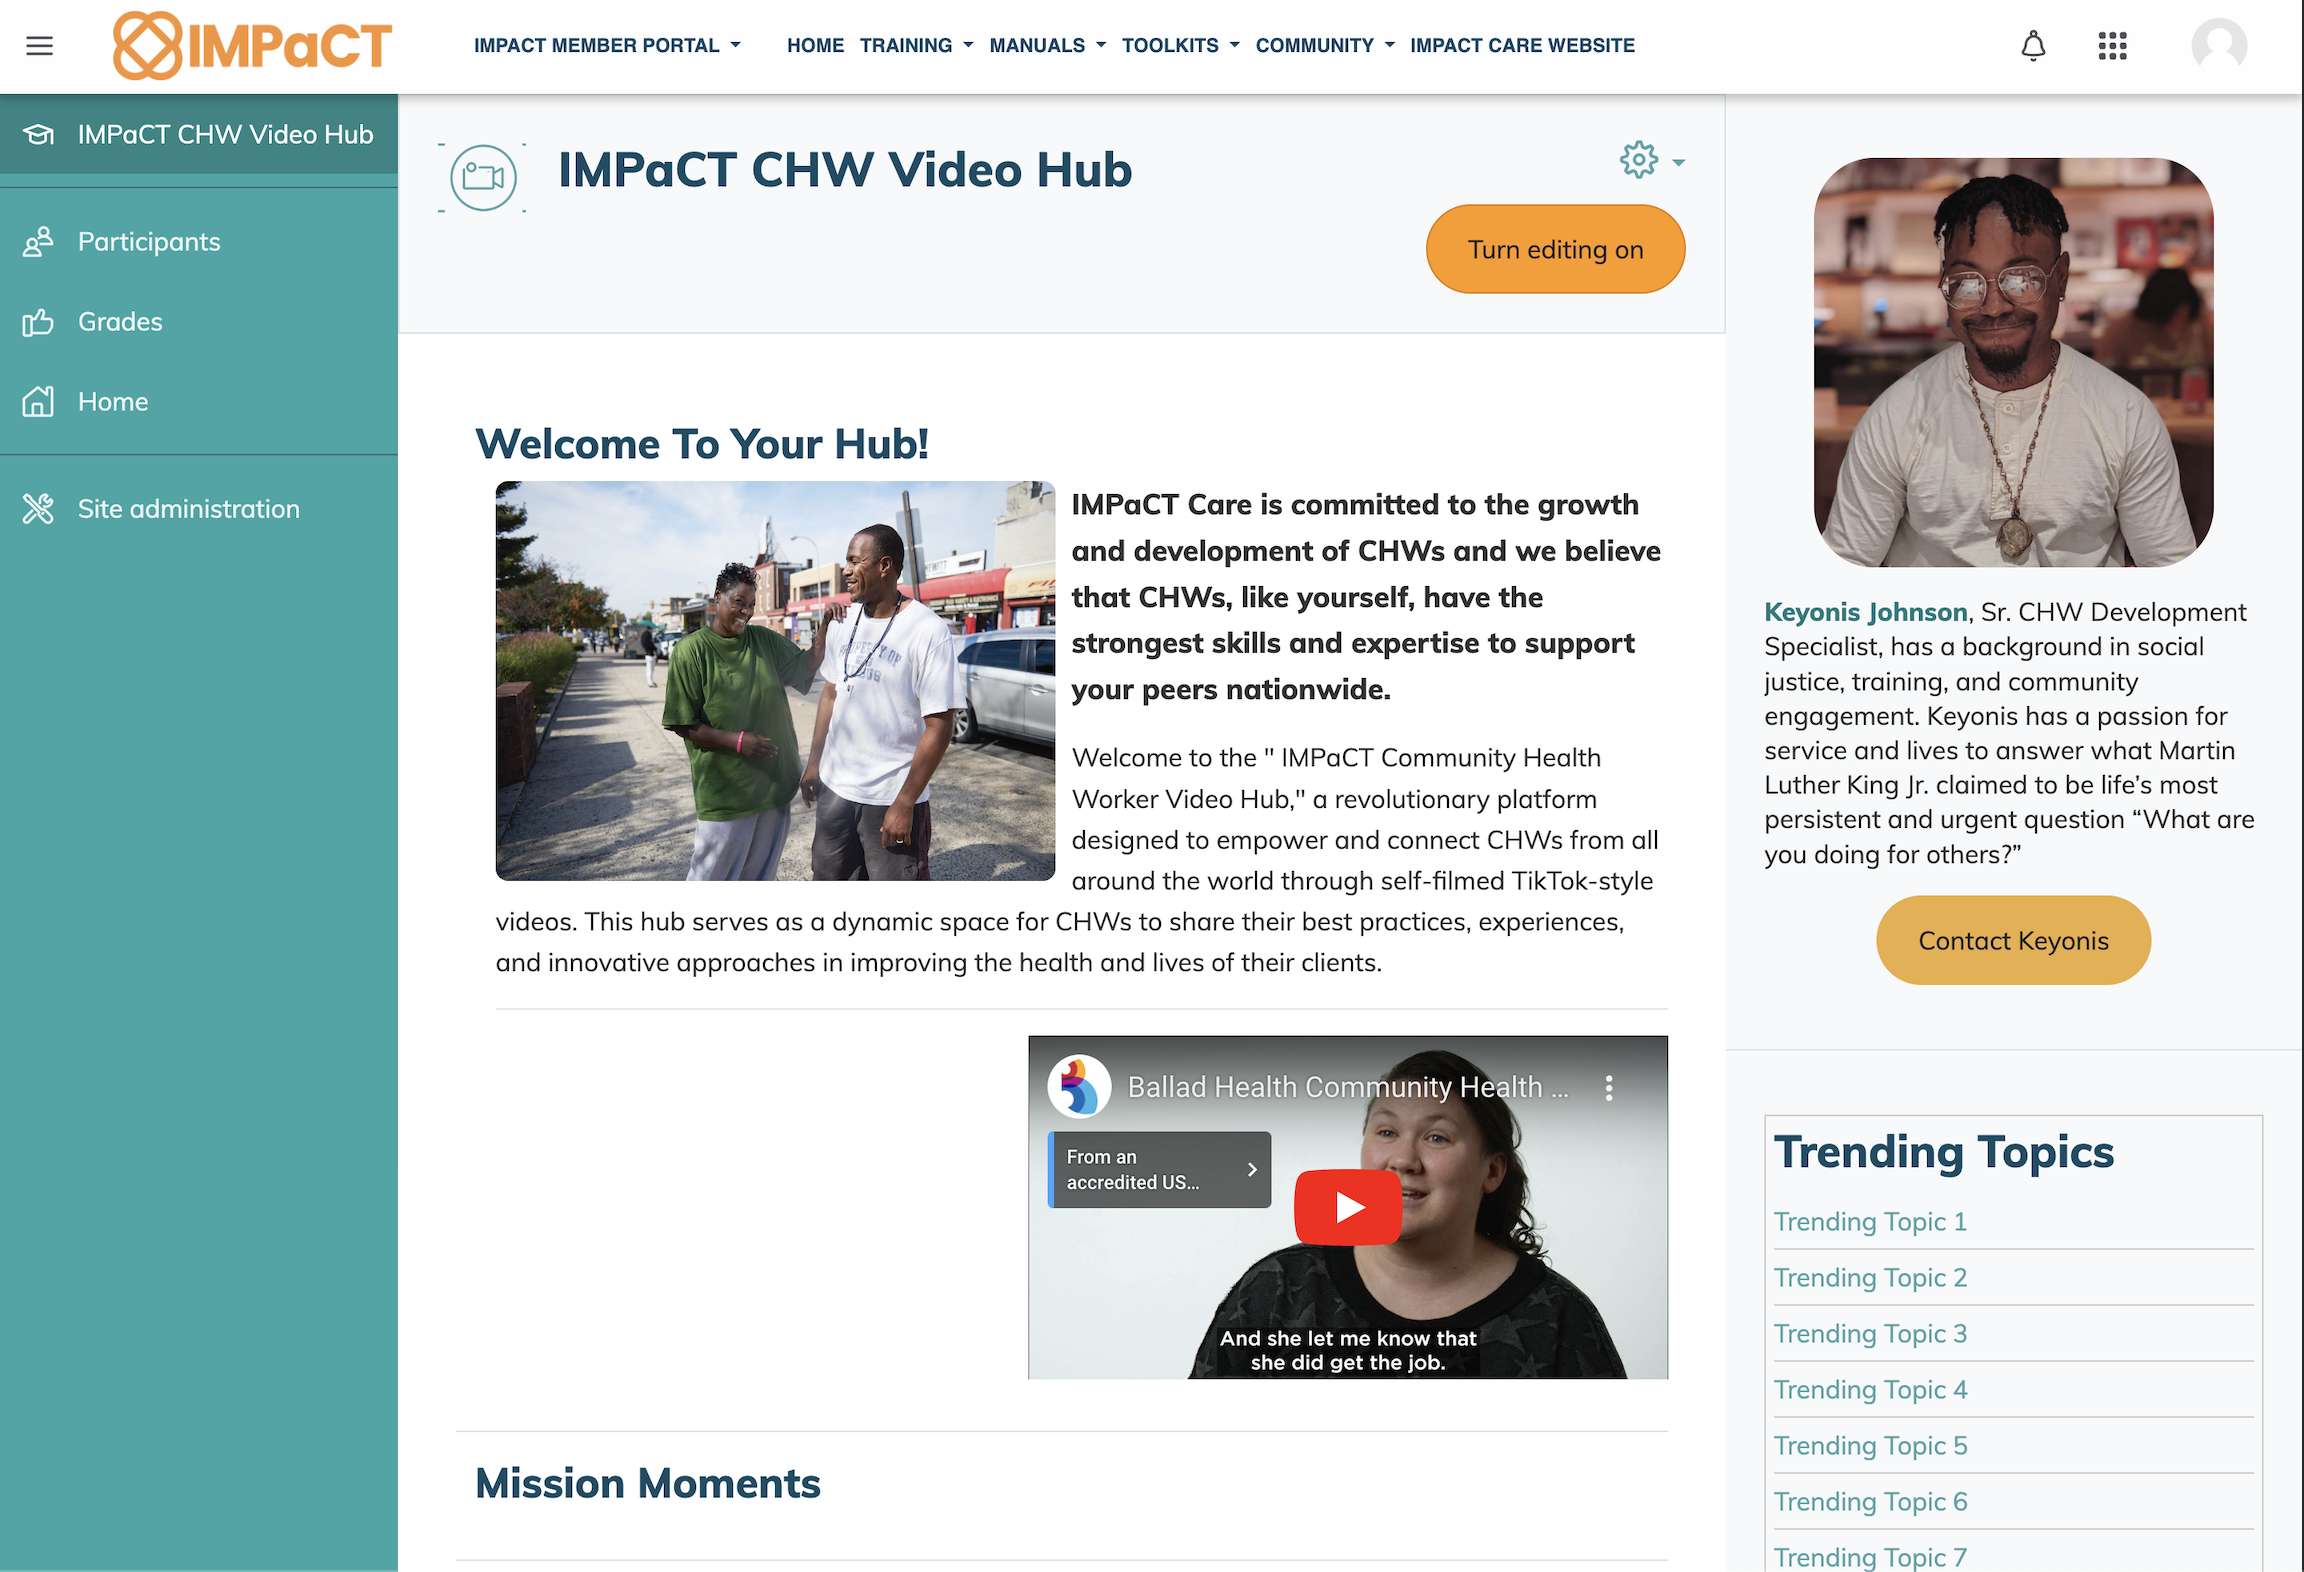 IMPaCT
IMPACT MEMBER PORTAL
HOME
TRAINING
MANUALS
TOOLKITS
COMMUNITY
IMPACT CARE WEBSITE
IMPaCT CHW Video Hub
Participants
Grades
Home
Site administration
IMPaCT CHW Video Hub
Turn editing on
Welcome To Your Hub!
IMPaCT Care is committed to the growth
and development of CHWs and we believe
that CHWs, like yourself, have the
strongest skills and expertise to support
your peers nationwide.
Welcome to the " IMPaCT Community Health
Worker Video Hub," a revolutionary platform
designed to empower and connect CHWs from all
around the world through self-filmed TikTok-style
videos. This hub serves as a dynamic space for CHWs to share their best practices, experiences,
and innovative approaches in improving the health and lives of their clients.
Ballad Health Community Health ...
From an
accredited US...
And she let me know that
she did get the job.
Mission Moments
Keyonis Johnson, Sr. CHW Development
Specialist, has a background in social
justice, training, and community
engagement. Keyonis has a passion for
service and lives to answer what Martin
Luther King Jr. claimed to be life’s most
persistent and urgent question “What are
you doing for others?”
Contact Keyonis
Trending Topics
Trending Topic 1
Trending Topic 2
Trending Topic 3
Trending Topic 4
Trending Topic 5
Trending Topic 6
Trending Topic 7